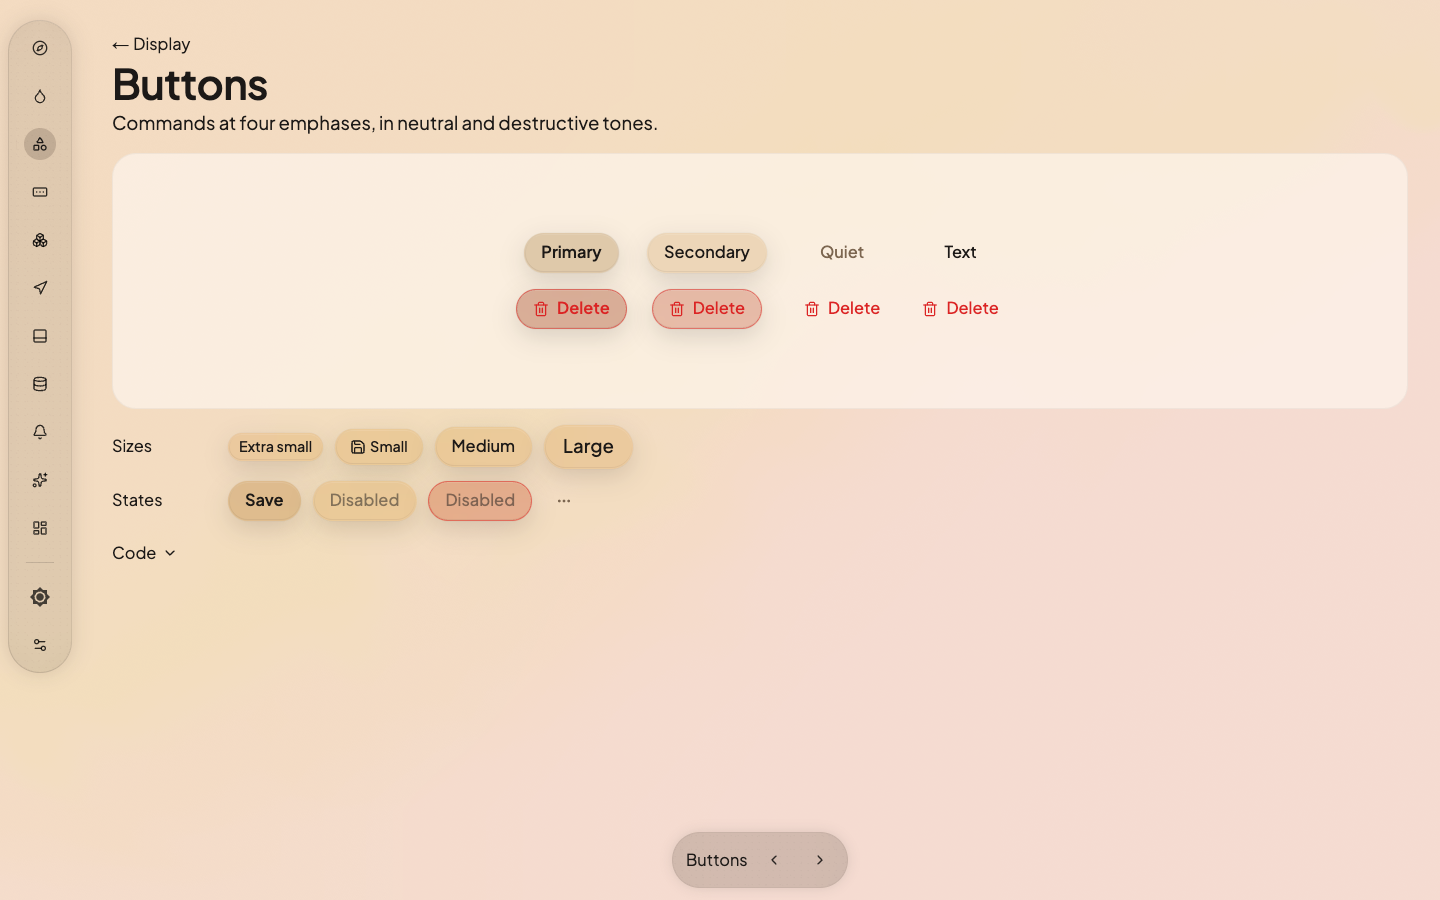 ← Display
Buttons
Commands at four emphases, in neutral and destructive tones.
Primary Secondary Quiet Text
Delete Delete Delete Delete
Sizes Extra small Small Medium Large
States Save Disabled Disabled ···
Code
Buttons